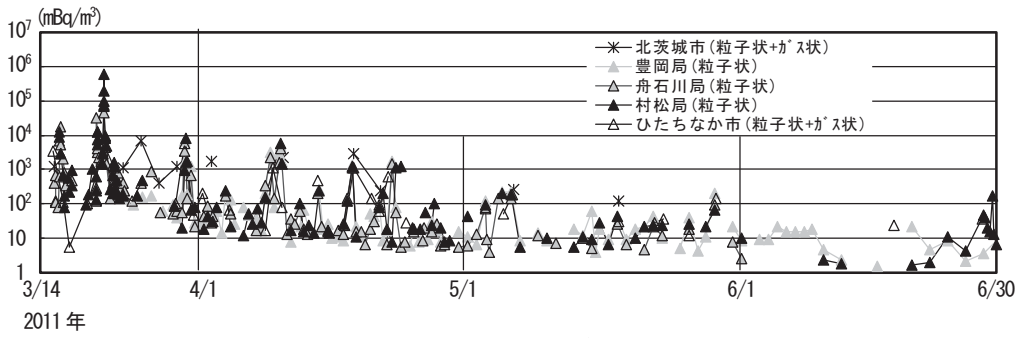 (mBq/m³)
10⁷
10⁶
10⁵
10⁴
10³
10²
10
1
北茨城市(粒子状+ガス状)
豊岡局(粒子状)
舟石川局(粒子状)
村松局(粒子状)
ひたちなか市(粒子状+ガス状)
3/14 4/1 5/1 6/1 6/30
2011年